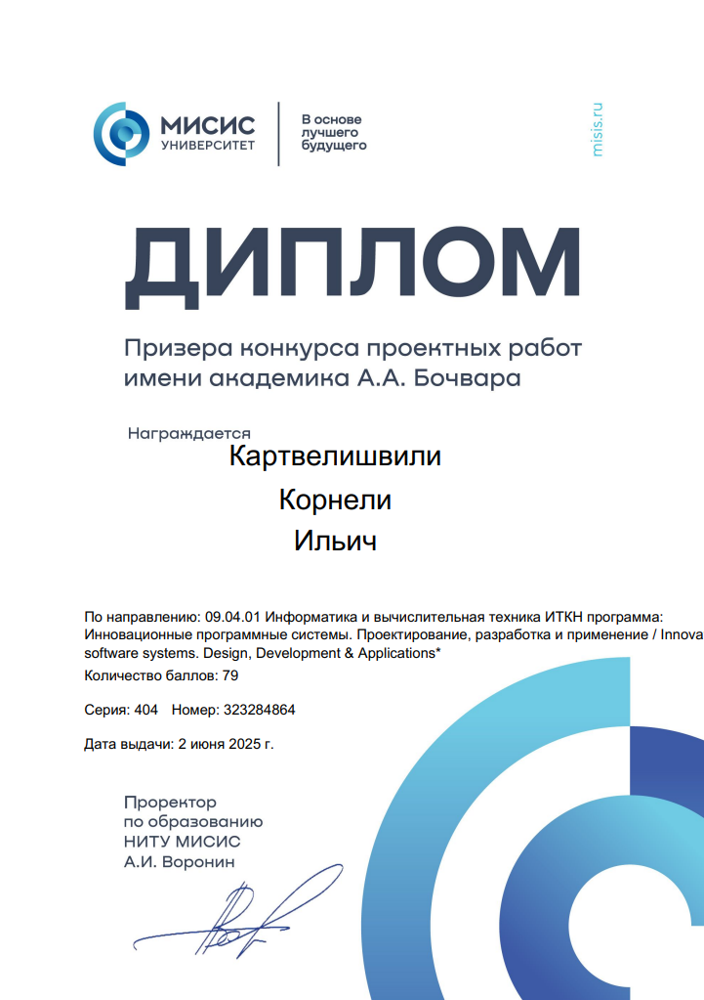 МИСИС
УНИВЕРСИТЕТ
В основе
лучшего
будущего
misis.ru
ДИПЛОМ
Призера конкурса проектных работ
имени академика А.А. Бочвара
Награждается
Картвелишвили
Корнели
Ильич
По направлению: 09.04.01 Информатика и вычислительная техника ИТКН программа:
Инновационные программные системы. Проектирование, разработка и применение / Innova
software systems. Design, Development & Applications*
Количество баллов: 79
Серия: 404 Номер: 323284864
Дата выдачи: 2 июня 2025 г.
Проректор
по образованию
НИТУ МИСИС
А.И. Воронин